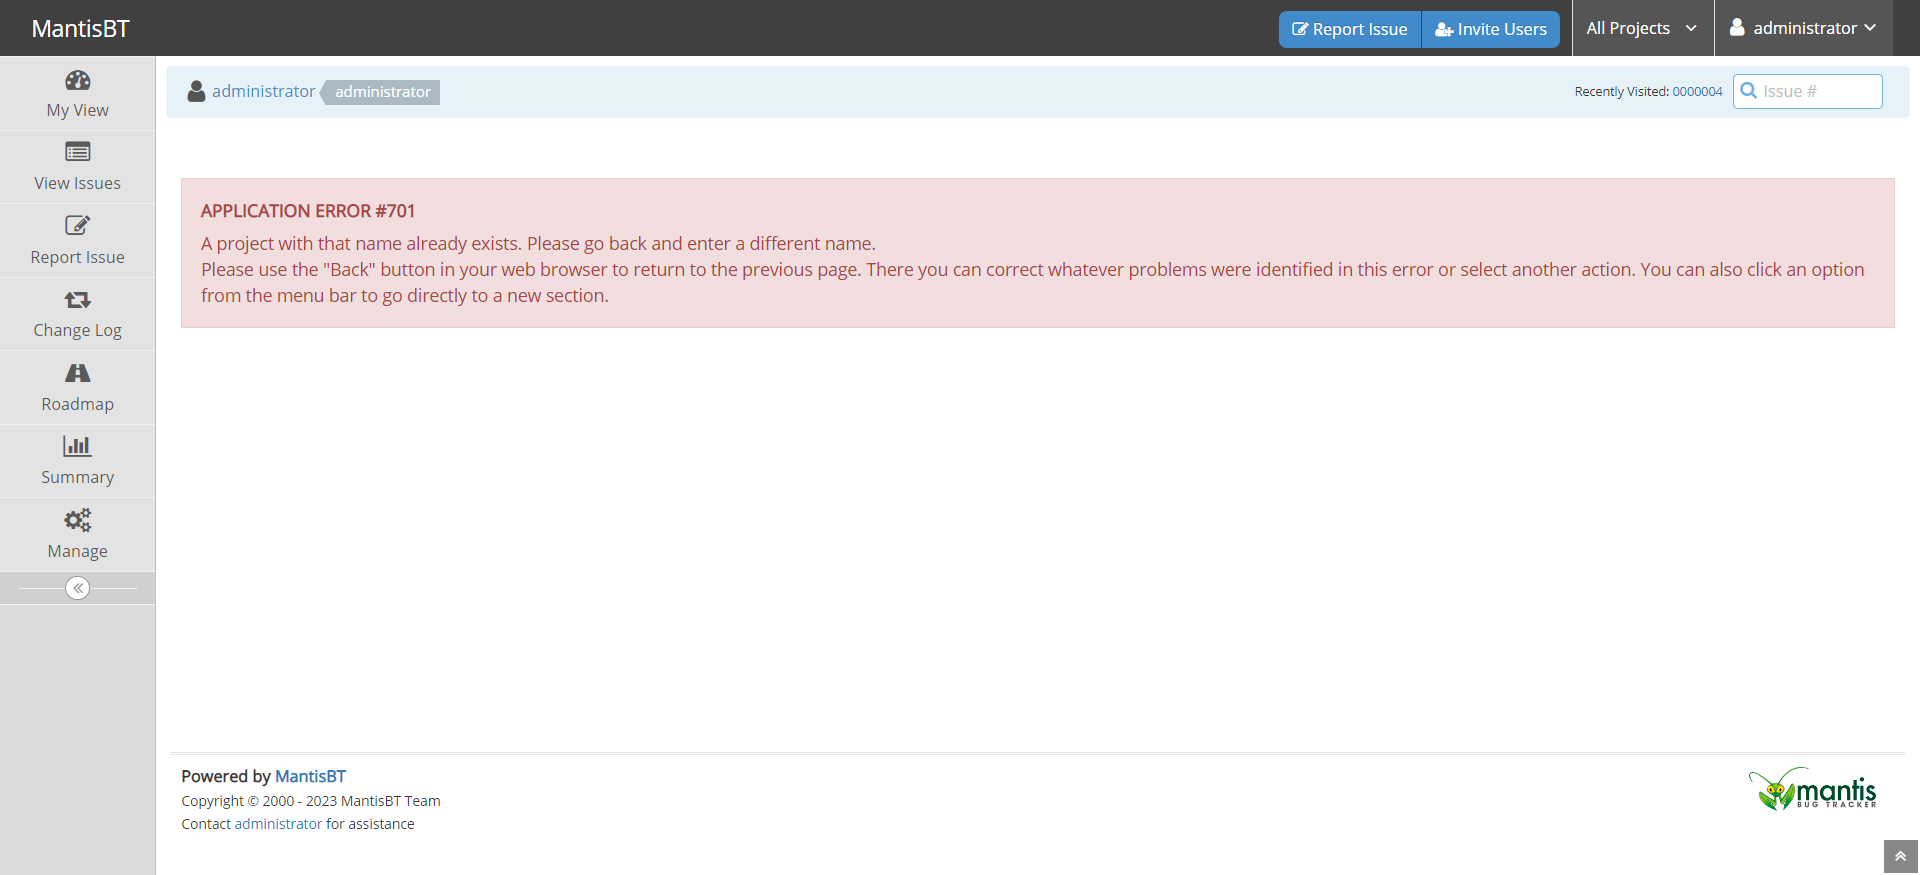 MantisBT
Report Issue
Invite Users
All Projects
administrator
My View
View Issues
Report Issue
Change Log
Roadmap
Summary
Manage
administrator
administrator
Recently Visited: 0000004
Issue #
APPLICATION ERROR #701
A project with that name already exists. Please go back and enter a different name.
Please use the "Back" button in your web browser to return to the previous page. There you can correct whatever problems were identified in this error or select another action. You can also click an option
from the menu bar to go directly to a new section.
Powered by MantisBT
Copyright © 2000 - 2023 MantisBT Team
Contact administrator for assistance
mantis
BUG TRACKER